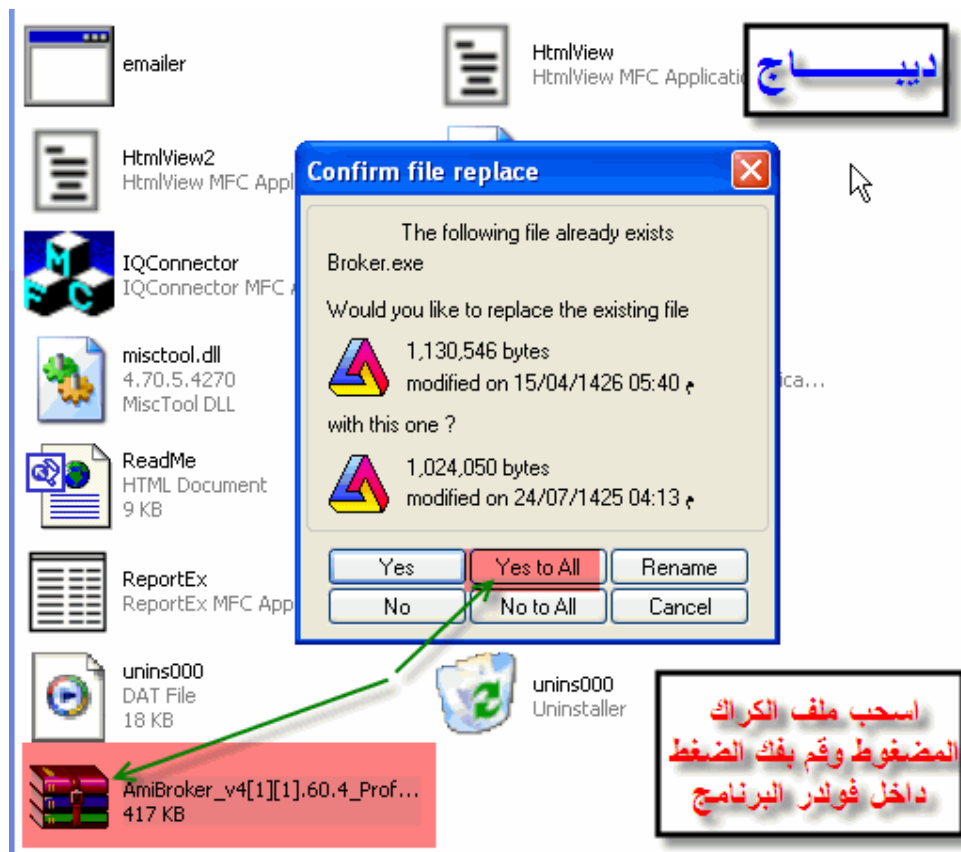 emailer
HtmlView
HtmlView MFC Applicatio
ديبـــــاج
HtmlView2
HtmlView MFC Appl
Confirm file replace
The following file already exists
Broker.exe
Would you like to replace the existing file
1,130,546 bytes
modified on 15/04/1426 05:40 م
with this one ?
1,024,050 bytes
modified on 24/07/1425 04:13 م
Yes
Yes to All
Rename
No
No to All
Cancel
IQConnector
IQConnector MFC
misctool.dll
4.70.5.4270
MiscTool DLL
ica...
ReadMe
HTML Document
9 KB
ReportEx
ReportEx MFC App
unins000
DAT File
18 KB
unins000
Uninstaller
AmiBroker_v4[1][1].60.4_Prof...
417 KB
اسحب ملف الكراك
المضغوط وقم بفك الضغط
داخل فولدر البرنامج
MFC